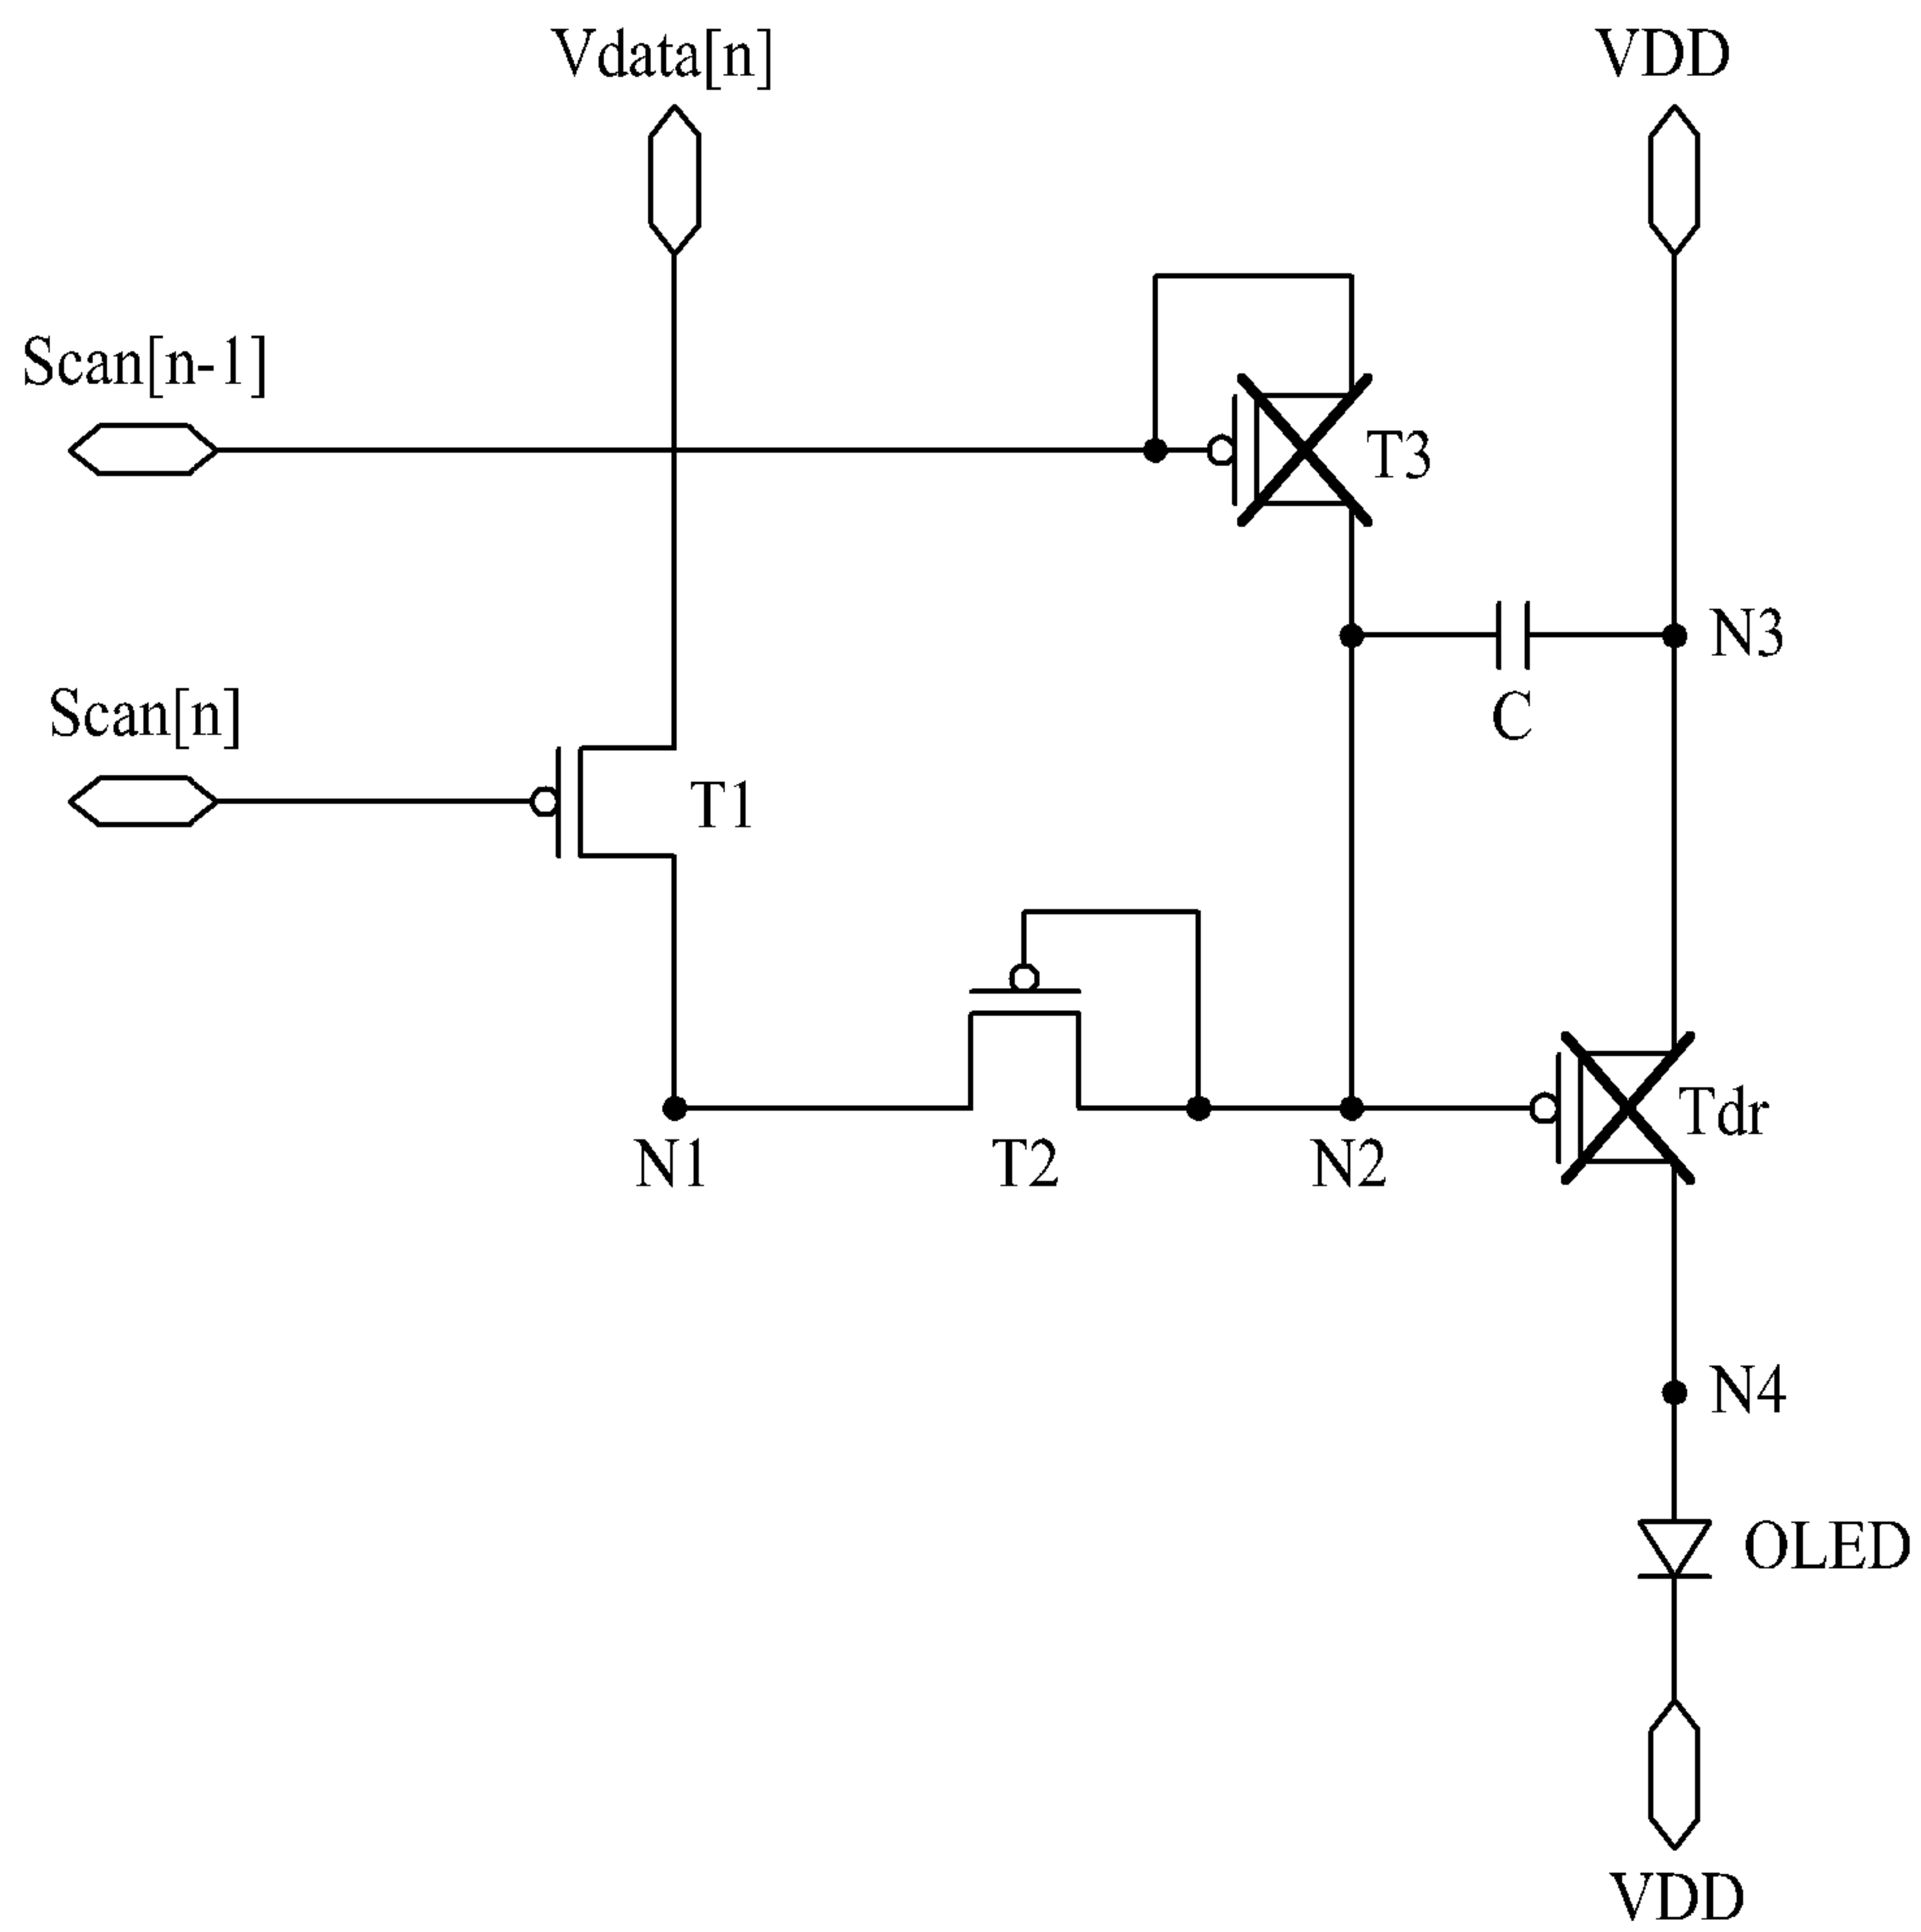 Vdata[n]
VDD
Scan[n-1]
T3
N3
C
Scan[n]
T1
Tdr
N1
T2
N2
N4
OLED
VDD